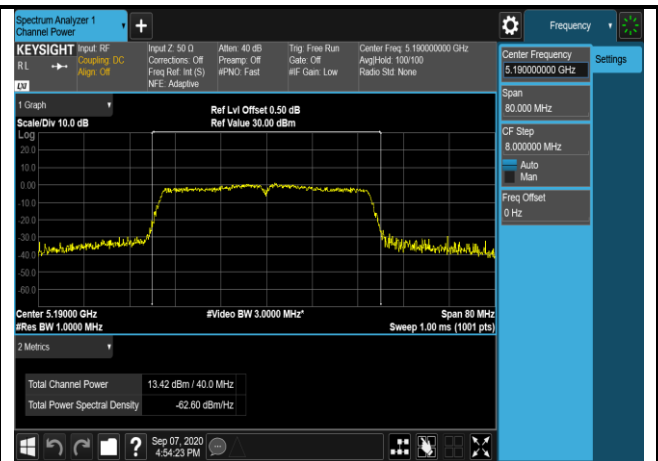 Spectrum Analyzer 1
Channel Power
Frequency
KEYSIGHT
RL
LXI
Input: RF
Coupling: DC
Align: Off
Input Z: 50 Ω
Corrections: Off
Freq Ref: Int (S)
NFE: Adaptive
Atten: 40 dB
Preamp: Off
#PNO: Fast
Trig: Free Run
Gate: Off
#IF Gain: Low
Center Freq: 5.190000000 GHz
Avg|Hold: 100/100
Radio Std: None
Center Frequency
5.190000000 GHz
Settings
Span
80.000 MHz
CF Step
8.000000 MHz
Auto
Man
Freq Offset
0 Hz
1 Graph
Scale/Div 10.0 dB
Ref Lvl Offset 0.50 dB
Ref Value 30.00 dBm
Log
20.0
10.0
0.00
-10.0
-20.0
-30.0
-40.0
-50.0
-60.0
Center 5.19000 GHz
#Video BW 3.0000 MHz*
Span 80 MHz
#Res BW 1.0000 MHz
Sweep 1.00 ms (1001 pts)
2 Metrics
Total Channel Power 13.42 dBm / 40.0 MHz
Total Power Spectral Density -62.60 dBm/Hz
Sep 07, 2020
4:54:23 PM